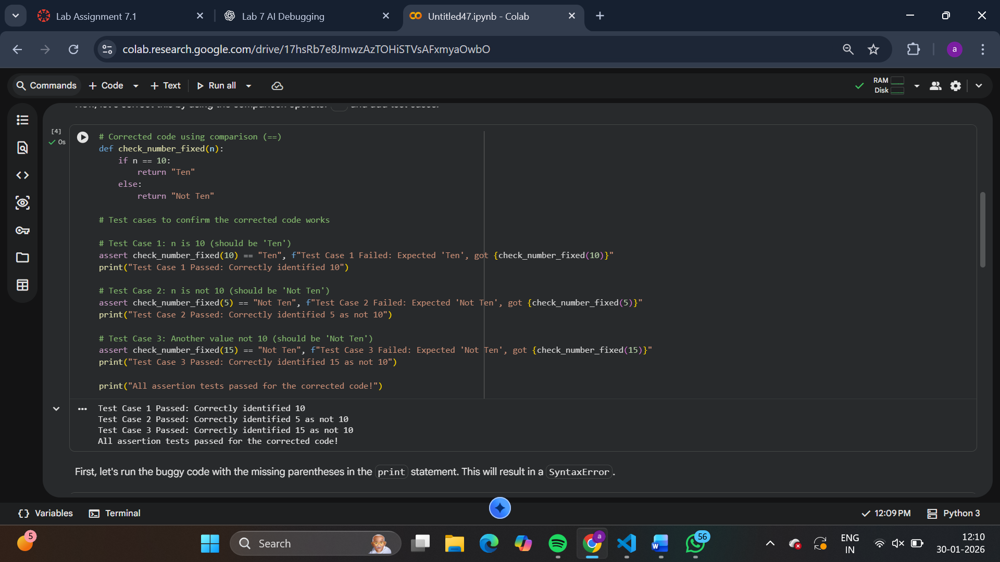 Lab Assignment 7.1
Lab 7 AI Debugging
Untitled47.ipynb - Colab
colab.research.google.com/drive/17hsRb7e8JmwzAzTOHiSTVsAFxmyaOwbO
a
Commands
Code
Text
Run all
RAM
Disk
[4]
0s
# Corrected code using comparison (==)
def check_number_fixed(n):
    if n == 10:
        return "Ten"
    else:
        return "Not Ten"
# Test cases to confirm the corrected code works
# Test Case 1: n is 10 (should be 'Ten')
assert check_number_fixed(10) == "Ten", f"Test Case 1 Failed: Expected 'Ten', got {check_number_fixed(10)}"
print("Test Case 1 Passed: Correctly identified 10")
# Test Case 2: n is not 10 (should be 'Not Ten')
assert check_number_fixed(5) == "Not Ten", f"Test Case 2 Failed: Expected 'Not Ten', got {check_number_fixed(5)}"
print("Test Case 2 Passed: Correctly identified 5 as not 10")
# Test Case 3: Another value not 10 (should be 'Not Ten')
assert check_number_fixed(15) == "Not Ten", f"Test Case 3 Failed: Expected 'Not Ten', got {check_number_fixed(15)}"
print("Test Case 3 Passed: Correctly identified 15 as not 10")
print("All assertion tests passed for the corrected code!")
Test Case 1 Passed: Correctly identified 10
Test Case 2 Passed: Correctly identified 5 as not 10
Test Case 3 Passed: Correctly identified 15 as not 10
All assertion tests passed for the corrected code!
First, let's run the buggy code with the missing parentheses in the print statement. This will result in a SyntaxError.
Variables
Terminal
12:09 PM
Python 3
5
Search
a
56
ENG
IN
12:10
30-01-2026